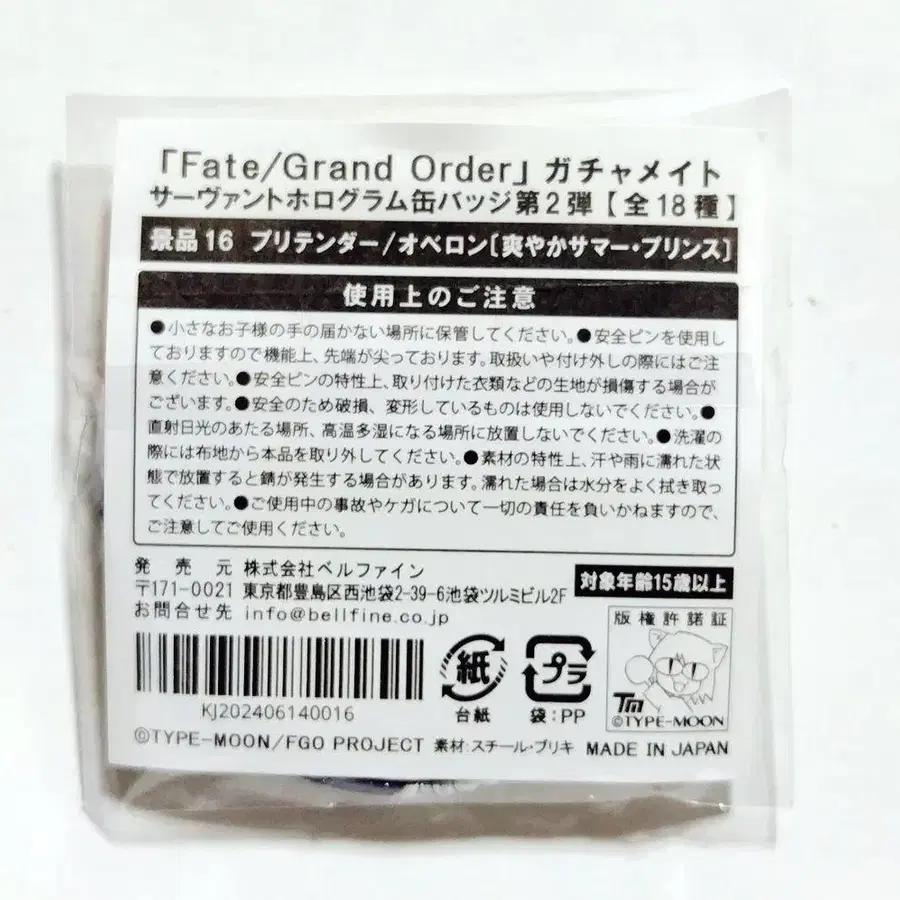 「Fate/Grand Order」ガチャメイト
サーヴァントホログラム缶バッジ第2弾【全18種】
景品16 プリテンダー/オベロン[爽やかサマー・プリンス]
使用上のご注意
●小さなお子様の手の届かない場所に保管してください。●安全ピンを使用し
ておりますので機能上、先端が尖っております。取扱いや付け外しの際にはご注
意ください。●安全ピンの特性上、取り付けた衣類などの生地が損傷する場合が
ございます。●安全のため破損、変形しているものは使用しないでください。●
直射日光のあたる場所、高温多湿になる場所に放置しないでください。●洗濯の
際には布地から本品を取り外してください。●素材の特性上、汗や雨に濡れた状
態で放置すると錆が発生する場合があります。濡れた場合は水分をよく拭き取っ
てください。●ご使用中の事故やケガについて一切の責任を負いかねますので、
ご注意してご使用ください。
発売元 株式会社ベルファイン
〒171-0021 東京都豊島区西池袋2-39-6池袋ツルミビル2F
お問合せ先 info@bellfine.co.jp
対象年齢15歳以上
版権許諾証
TM
©TYPE-MOON
紙
台紙
プラ
袋:PP
KJ202406140016
©TYPE-MOON/FGO PROJECT 素材:スチール・ブリキ MADE IN JAPAN